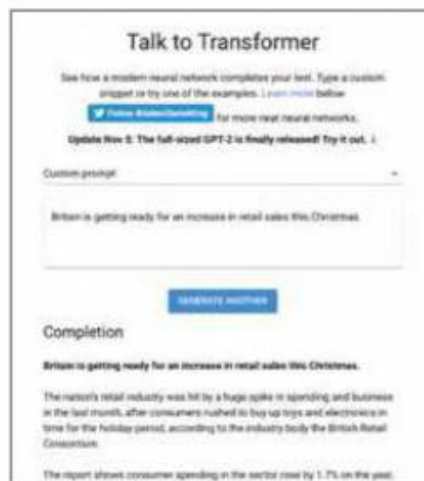 Talk to Transformer
See how a modern neural network completes your text. Type a custom
snippet or try one of the examples. Learn more below
Follow @AdamDanielKing for more neat neural networks.
Update Nov 5: The full-sized GPT-2 is finally released! Try it out. ↓
Custom prompt
Britain is getting ready for an increase in retail sales this Christmas.
GENERATE ANOTHER
Completion
Britain is getting ready for an increase in retail sales this Christmas.
The nation's retail industry was hit by a huge spike in spending and business
in the last month, after consumers rushed to buy up toys and electronics in
time for the holiday period, according to the industry body the British Retail
Consortium.
The report shows consumer spending in the sector rose by 1.7% on the year,